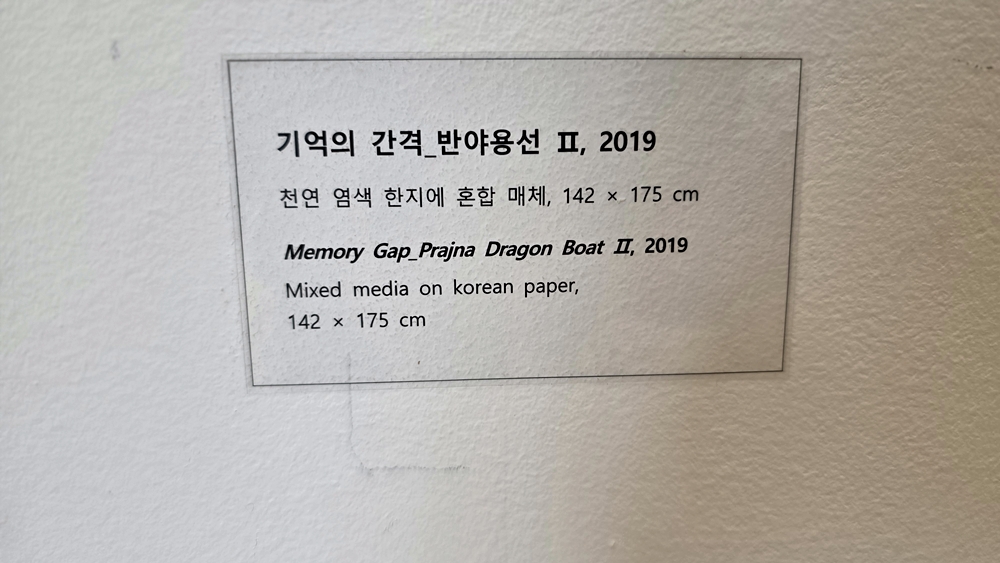 기억의 간격_반야용선 Ⅱ, 2019
천연 염색 한지에 혼합 매체, 142 × 175 cm
Memory Gap_Prajna Dragon Boat Ⅱ, 2019
Mixed media on korean paper,
142 × 175 cm